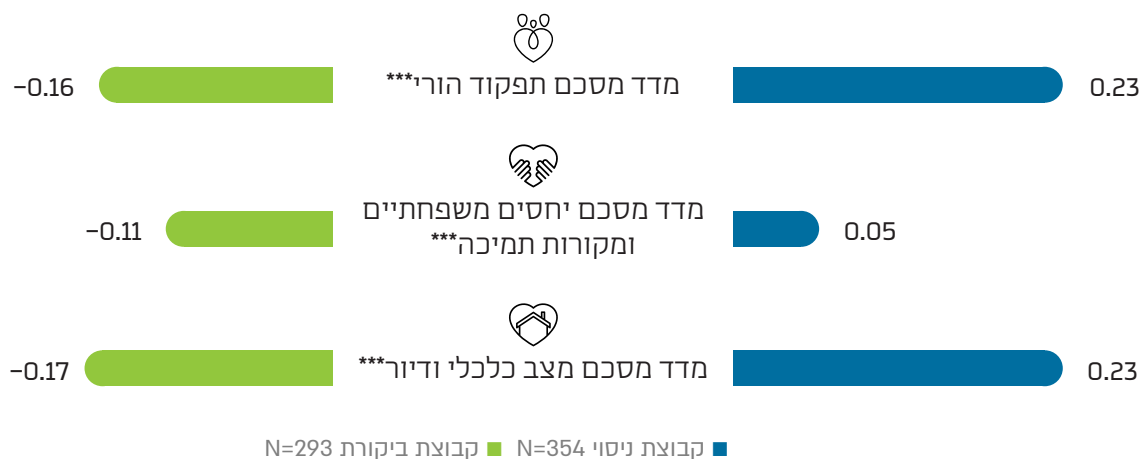 מדד מסכם תפקוד הורי***
0.23
-0.16
מדד מסכם יחסים משפחתיים
ומקורות תמיכה***
0.05
-0.11
מדד מסכם מצב כלכלי ודיור***
0.23
-0.17
קבוצת ניסוי N=354 קבוצת ביקורת N=293